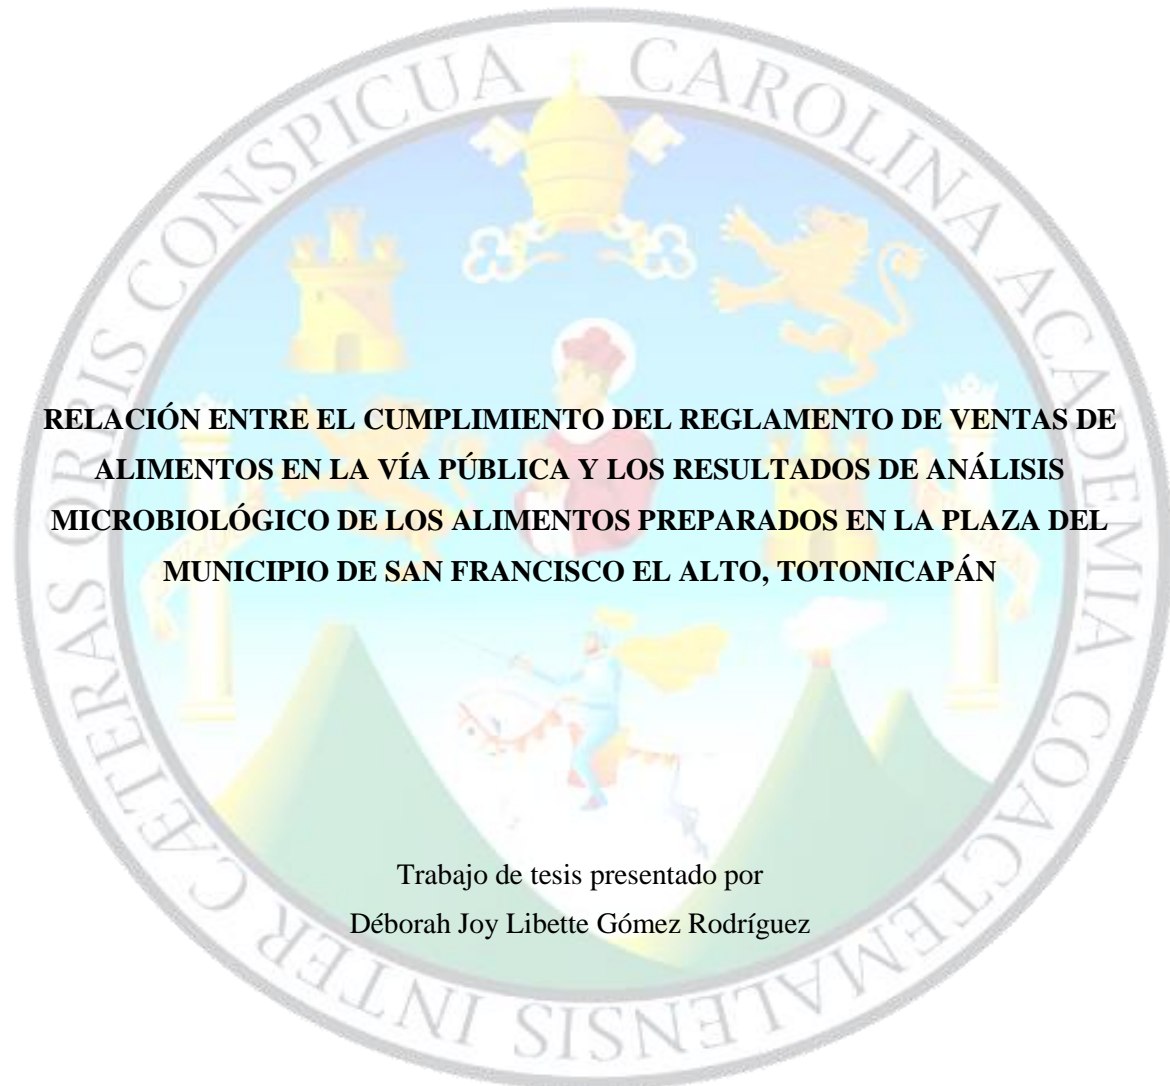 CAROLINA ACADEMIA COACTEMALENSIS INTER CÆTERAS ORBIS CONSPICUA
RELACIÓN ENTRE EL CUMPLIMIENTO DEL REGLAMENTO DE VENTAS DE
ALIMENTOS EN LA VÍA PÚBLICA Y LOS RESULTADOS DE ANÁLISIS
MICROBIOLÓGICO DE LOS ALIMENTOS PREPARADOS EN LA PLAZA DEL
MUNICIPIO DE SAN FRANCISCO EL ALTO, TOTONICAPÁN
Trabajo de tesis presentado por
Déborah Joy Libette Gómez Rodríguez